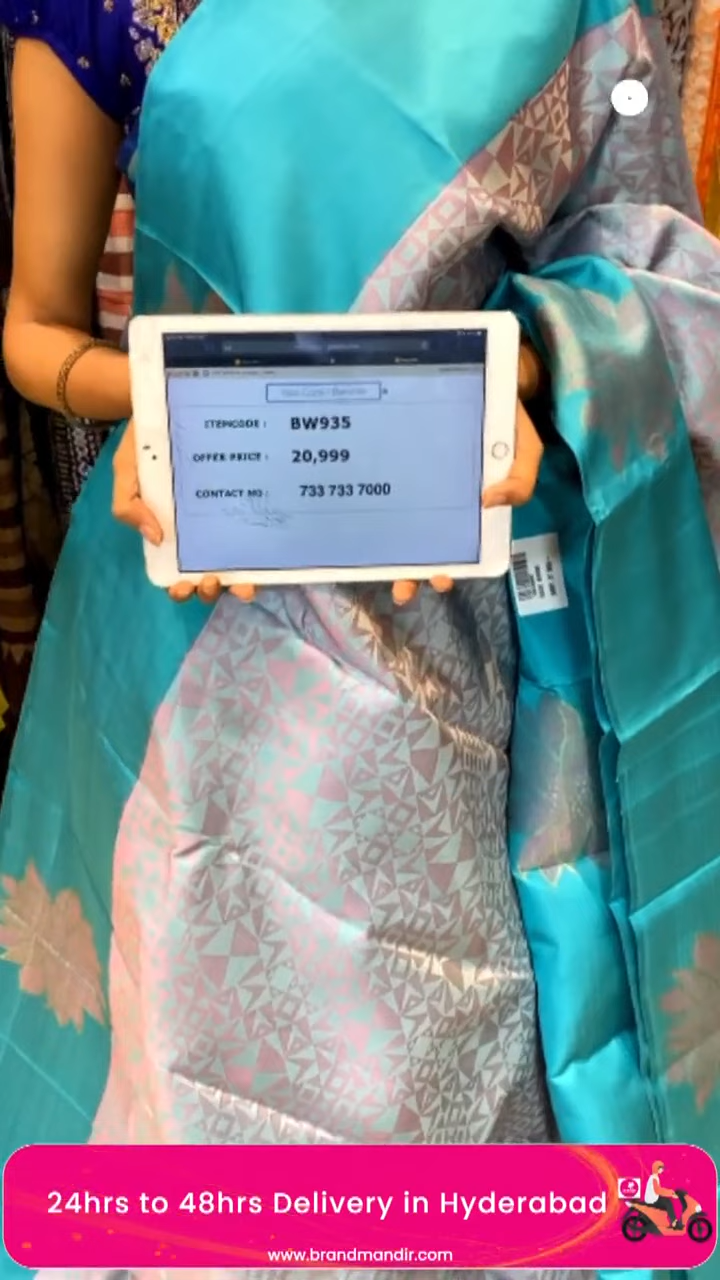 ITEMCODE : BW935
OFFER PRICE : 20,999
CONTACT NO : 733 733 7000
24hrs to 48hrs Delivery in Hyderabad
www.brandmandir.com